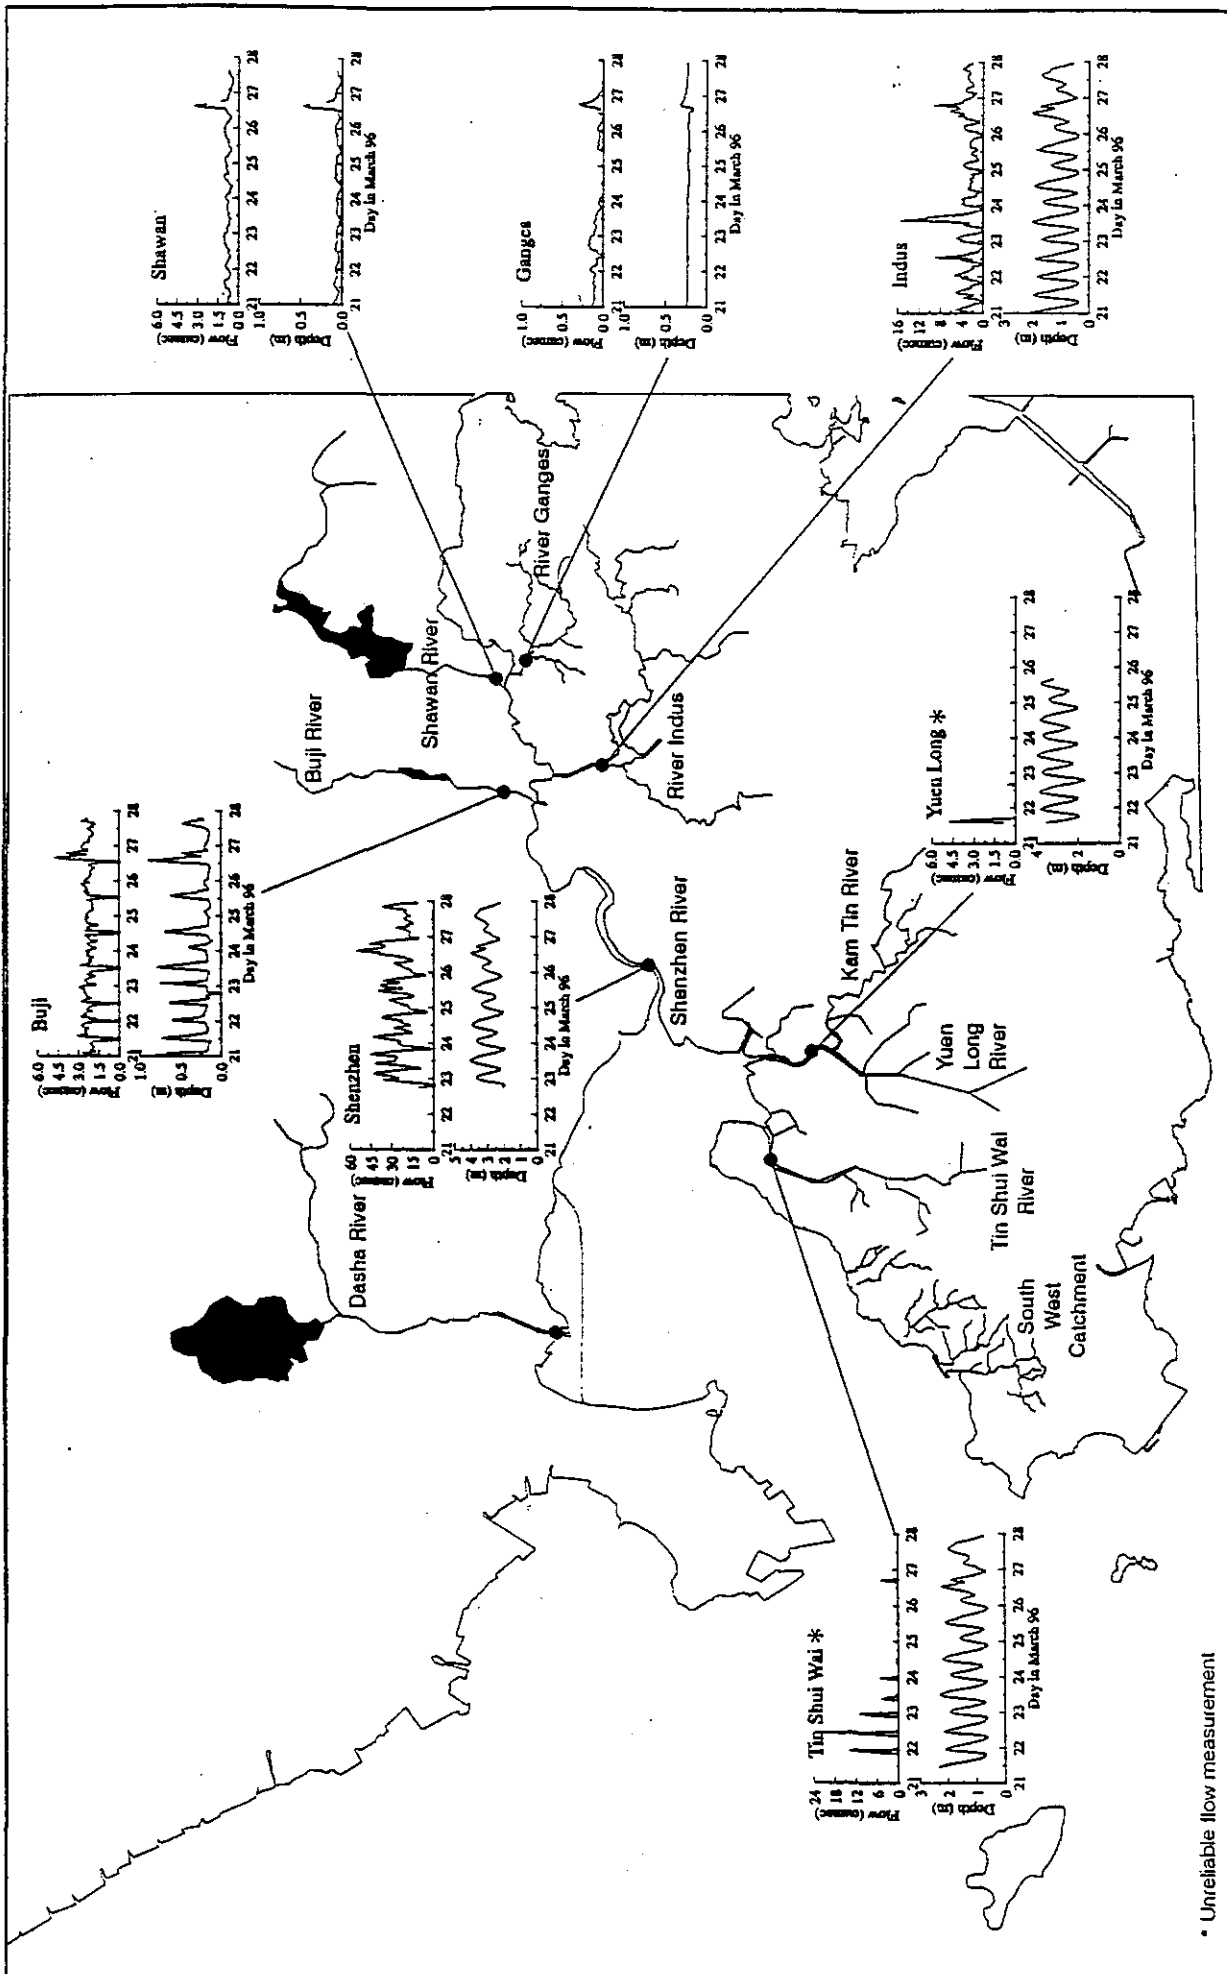 Shawan
Flow (cumec)
6.0
4.5
3.0
1.5
0.0
Depth (m)
1.0
0.5
0.0
21 22 23 24 25 26 27 28
Day in March 96
Ganges
Flow (cumec)
1.0
0.5
0.0
Depth (m)
1.0
0.5
0.0
21 22 23 24 25 26 27 28
Day in March 96
Indus
Flow (cumec)
16
12
8
4
0
Depth (m)
3
2
1
0
21 22 23 24 25 26 27 28
Day in March 96
Buji
Flow (cumec)
6.0
4.5
3.0
1.5
0.0
Depth (m)
1.0
0.5
0.0
21 22 23 24 25 26 27 28
Day in March 96
Shenzhen
Flow (cumec)
60
45
30
15
0
Depth (m)
5
4
3
2
1
0
21 22 23 24 25 26 27 28
Day in March 96
Yuen Long *
Flow (cumec)
6.0
4.5
3.0
1.5
0.0
Depth (m)
4
2
0
21 22 23 24 25 26 27 28
Day in March 96
Tin Shui Wai *
Flow (cumec)
24
18
12
6
0
Depth (m)
3
2
1
0
21 22 23 24 25 26 27 28
Day in March 96
Dasha River
Buji River
Shawan River
River Ganges
River Indus
Shenzhen River
Kam Tin River
Yuen
Long
River
Tin Shui Wai
River
South
West
Catchment
* Unreliable flow measurement